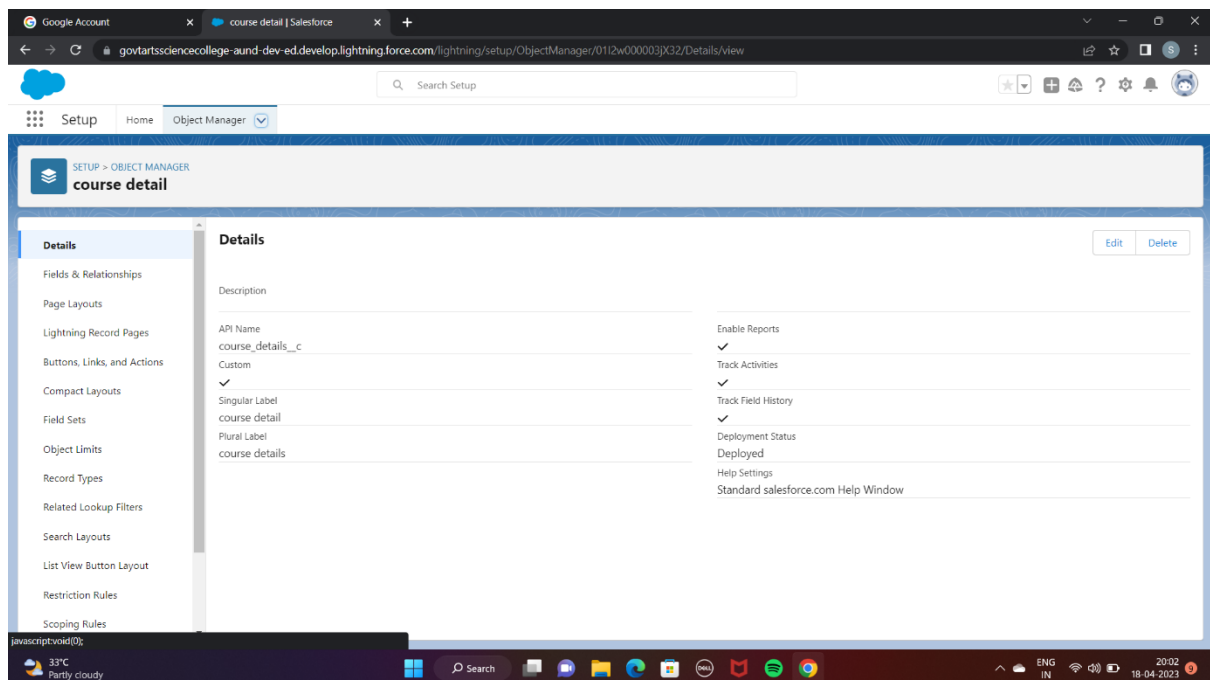 Google Account
course detail | Salesforce
govtartssciencecollege-aund-dev-ed.develop.lightning.force.com/lightning/setup/ObjectManager/01I2w000003jX32/Details/view
S
Search Setup
Setup
Home
Object Manager
SETUP > OBJECT MANAGER
course detail
Details
Fields & Relationships
Page Layouts
Lightning Record Pages
Buttons, Links, and Actions
Compact Layouts
Field Sets
Object Limits
Record Types
Related Lookup Filters
Search Layouts
List View Button Layout
Restriction Rules
Scoping Rules
Details
Edit
Delete
Description
API Name
course_details__c
Custom
Singular Label
course detail
Plural Label
course details
Enable Reports
Track Activities
Track Field History
Deployment Status
Deployed
Help Settings
Standard salesforce.com Help Window
javascript:void(0);
33°C
Partly cloudy
Search
DELL
ENG
IN
20:02
18-04-2023
9